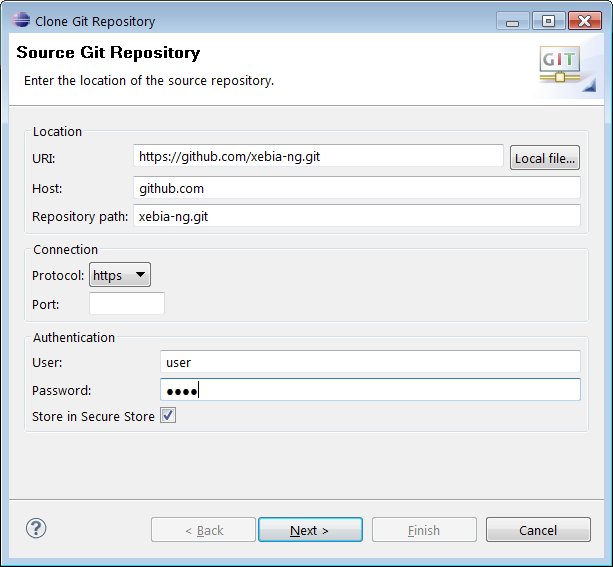 Clone Git Repository
Source Git Repository
Enter the location of the source repository.
GIT
Location
URI: https://github.com/xebia-ng.git Local file...
Host: github.com
Repository path: xebia-ng.git
Connection
Protocol: https
Port:
Authentication
User: user
Password: ●●●●
Store in Secure Store
? < Back Next > Finish Cancel